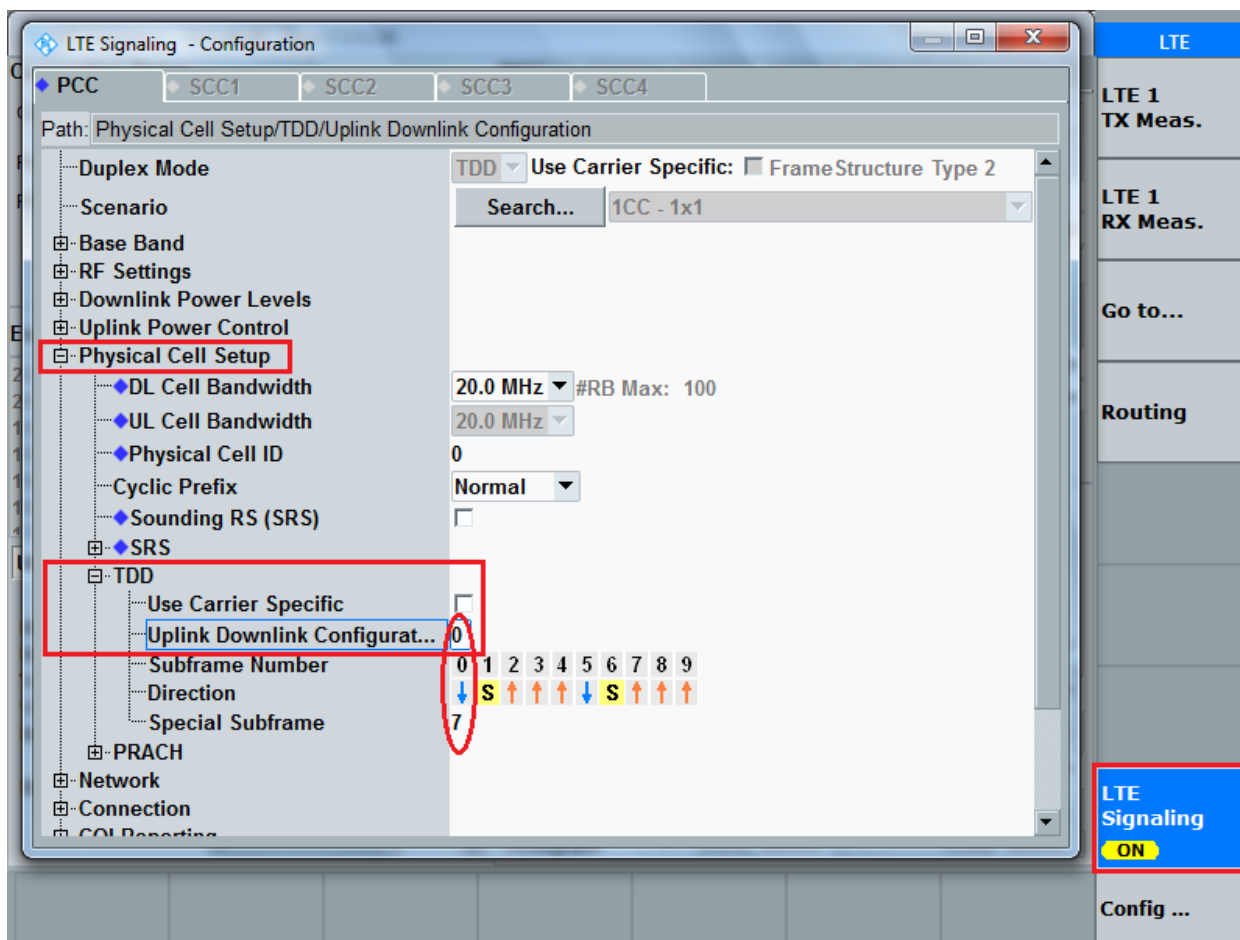 LTE Signaling - Configuration
PCC SCC1 SCC2 SCC3 SCC4
Path: Physical Cell Setup/TDD/Uplink Downlink Configuration
Duplex Mode TDD Use Carrier Specific: FrameStructure Type 2
Scenario Search... 1CC - 1x1
Base Band
RF Settings
Downlink Power Levels
Uplink Power Control
Physical Cell Setup
DL Cell Bandwidth 20.0 MHz #RB Max: 100
UL Cell Bandwidth 20.0 MHz
Physical Cell ID 0
Cyclic Prefix Normal
Sounding RS (SRS)
SRS
TDD
Use Carrier Specific
Uplink Downlink Configurat... 0
Subframe Number 0 1 2 3 4 5 6 7 8 9
Direction ↓ S ↑ ↑ ↑ ↓ S ↑ ↑ ↑
Special Subframe 7
PRACH
Network
Connection
CQI Reporting
LTE
LTE 1
TX Meas.
LTE 1
RX Meas.
Go to...
Routing
LTE
Signaling
ON
Config ...